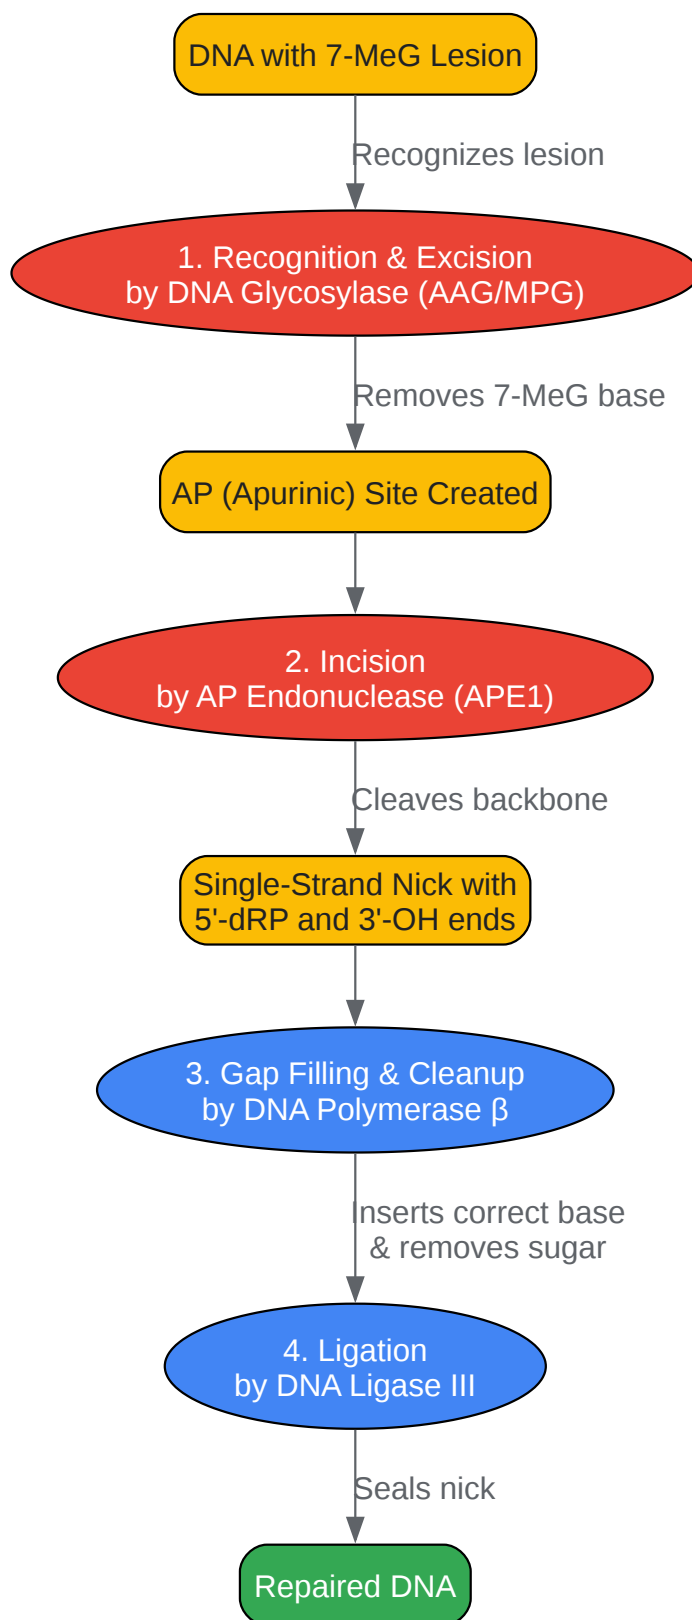 DNA with 7-MeG Lesion
Recognizes lesion
1. Recognition & Excision
by DNA Glycosylase (AAG/MPG)
Removes 7-MeG base
AP (Apurinic) Site Created
2. Incision
by AP Endonuclease (APE1)
Cleaves backbone
Single-Strand Nick with
5'-dRP and 3'-OH ends
3. Gap Filling & Cleanup
by DNA Polymerase β
Inserts correct base
& removes sugar
4. Ligation
by DNA Ligase III
Seals nick
Repaired DNA